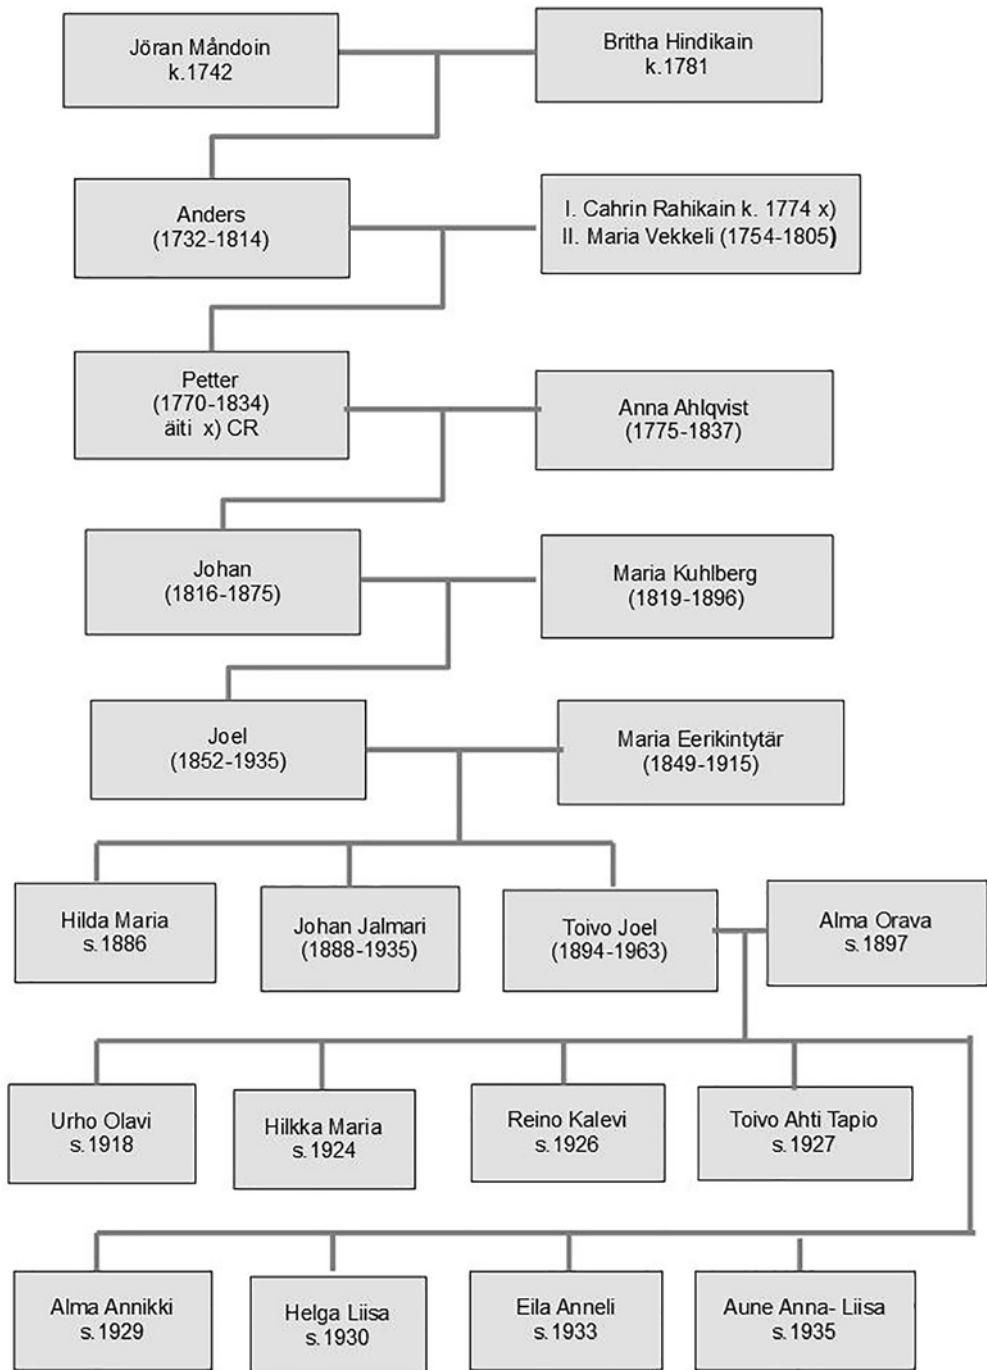 Jöran Måndoin
k.1742
Britha Hindikain
k.1781
Anders
(1732-1814)
I. Cahrin Rahikain k. 1774 x)
II. Maria Vekkeli (1754-1805)
Petter
(1770-1834)
äiti x) CR
Anna Ahlqvist
(1775-1837)
Johan
(1816-1875)
Maria Kuhlberg
(1819-1896)
Joel
(1852-1935)
Maria Eerikintytär
(1849-1915)
Hilda Maria
s.1886
Johan Jalmari
(1888-1935)
Toivo Joel
(1894-1963)
Alma Orava
s.1897
Urho Olavi
s.1918
Hilkka Maria
s.1924
Reino Kalevi
s.1926
Toivo Ahti Tapio
s.1927
Alma Annikki
s.1929
Helga Liisa
s.1930
Eila Anneli
s.1933
Aune Anna- Liisa
s.1935